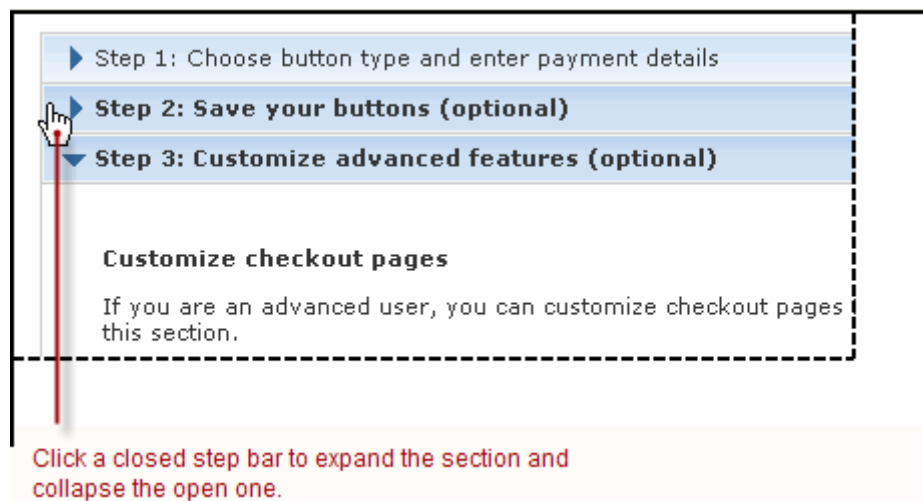 Step 1: Choose button type and enter payment details
Step 2: Save your buttons (optional)
Step 3: Customize advanced features (optional)
Customize checkout pages
If you are an advanced user, you can customize checkout pages
this section.
Click a closed step bar to expand the section and
collapse the open one.